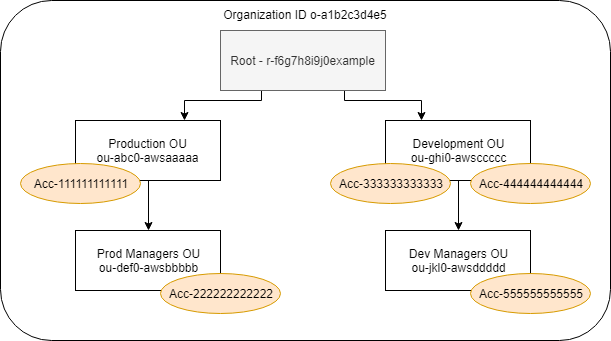 Organization ID o-a1b2c3d4e5
Root - r-f6g7h8i9j0example
Production OU
ou-abc0-awsaaaaa
Acc-111111111111
Development OU
ou-ghi0-awsccccc
Acc-333333333333
Acc-444444444444
Prod Managers OU
ou-def0-awsbbbbb
Acc-222222222222
Dev Managers OU
ou-jkl0-awsddddd
Acc-555555555555